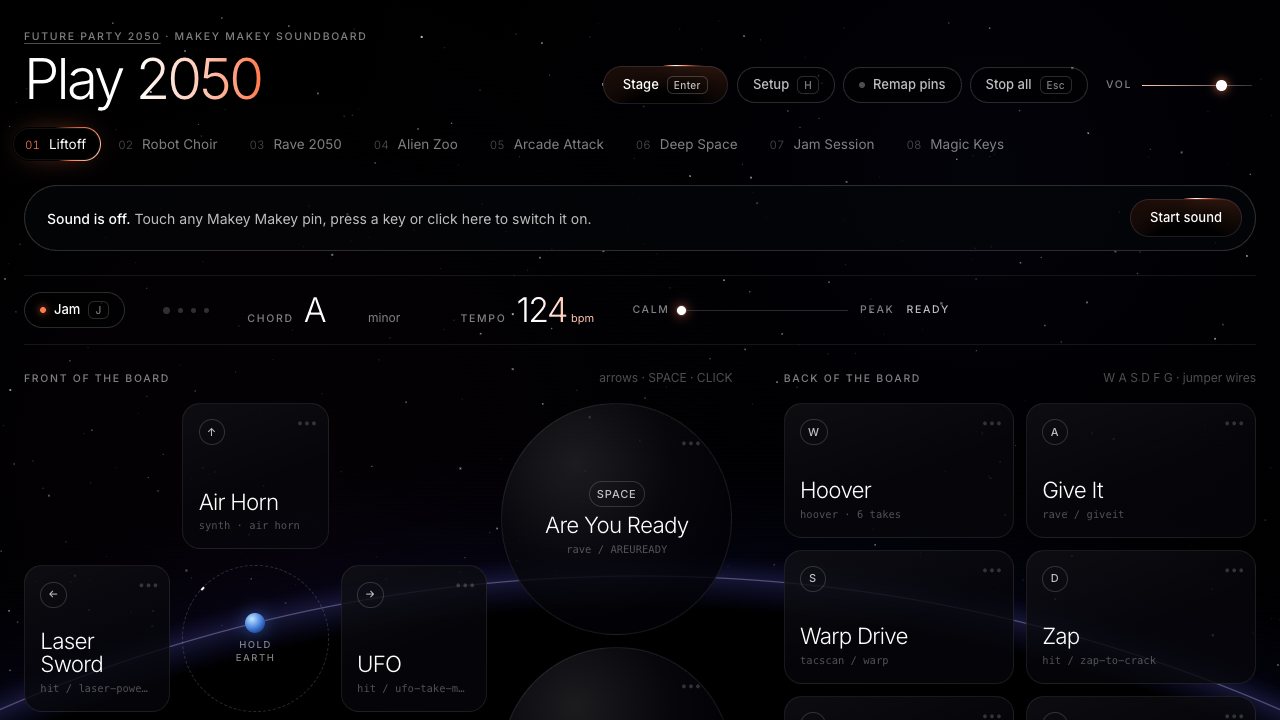 FUTURE PARTY 2050 · MAKEY MAKEY SOUNDBOARD
Play 2050
Stage Enter
Setup H
Remap pins
Stop all Esc
VOL
01 Liftoff
02 Robot Choir
03 Rave 2050
04 Alien Zoo
05 Arcade Attack
06 Deep Space
07 Jam Session
08 Magic Keys
Sound is off. Touch any Makey Makey pin, press a key or click here to switch it on.
Start sound
Jam J
CHORD A minor
TEMPO 124 bpm
CALM PEAK READY
FRONT OF THE BOARD
arrows · SPACE · CLICK
↑
Air Horn
synth · air horn
←
Laser
Sword
hit / laser-powe…
HOLD
EARTH
→
UFO
hit / ufo-take-m…
SPACE
Are You Ready
rave / AREUREADY
BACK OF THE BOARD
W A S D F G · jumper wires
W
Hoover
hoover · 6 takes
A
Give It
rave / giveit
S
Warp Drive
tacscan / warp
D
Zap
hit / zap-to-crack